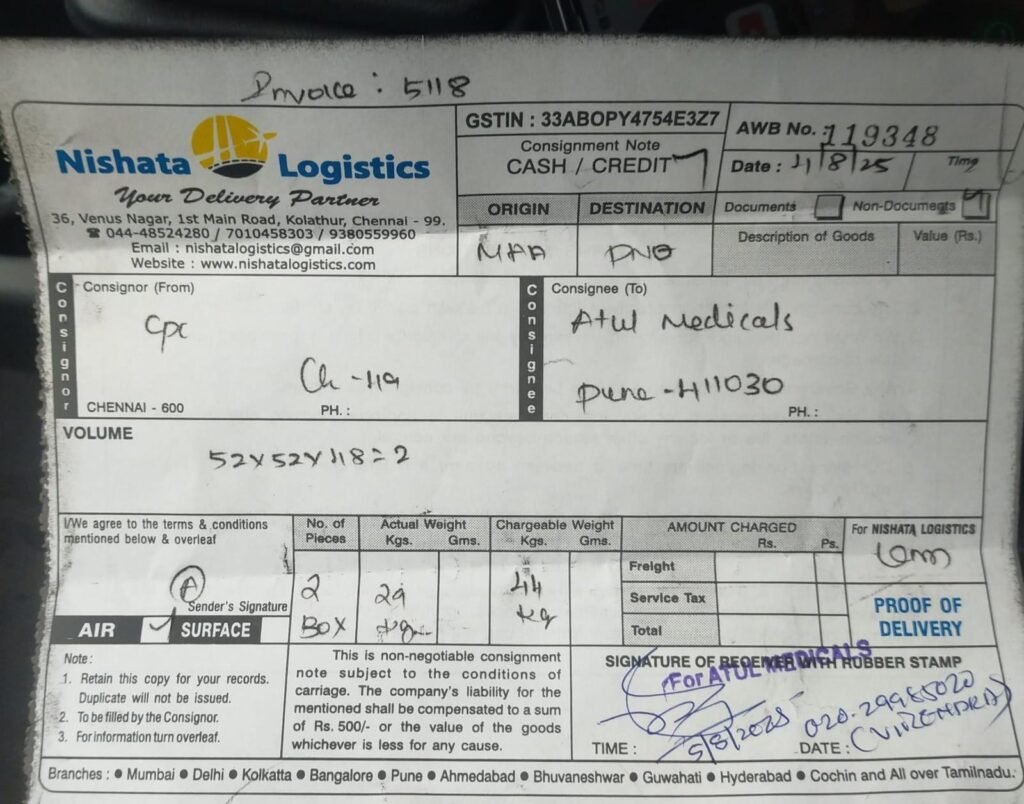 Invoice : 5118
Nishata Logistics
Your Delivery Partner
36, Venus Nagar, 1st Main Road, Kolathur, Chennai - 99.
☎ 044-48524280 / 7010458303 / 9380559960
Email : nishatalogistics@gmail.com
Website : www.nishatalogistics.com
GSTIN : 33ABOPY4754E3Z7
Consignment Note
CASH / CREDIT
AWB No. : 119348
Date : /8/25 Time
ORIGIN DESTINATION
MAA PNQ
Documents Non-Documents
Description of Goods Value (Rs.)
Consignor
Consignor (From)
CPC
Ch - 119
CHENNAI - 600 PH. :
Consignee
Consignee (To)
Atul Medicals
Pune - 411030
PH. :
VOLUME
52x52x48=2
I/We agree to the terms & conditions
mentioned below & overleaf
Sender's Signature
AIR SURFACE
No. of
Pieces
2
BOX
Actual Weight
Kgs. Gms.
29
kg
Chargeable Weight
Kgs. Gms.
44
kg
AMOUNT CHARGED
Rs. Ps.
Freight
Service Tax
Total
For NISHATA LOGISTICS
PROOF OF
DELIVERY
Note :
1. Retain this copy for your records.
Duplicate will not be issued.
2. To be filled by the Consignor.
3. For information turn overleaf.
This is non-negotiable consignment
note subject to the conditions of
carriage. The company's liability for the
mentioned shall be compensated to a sum
of Rs. 500/- or the value of the goods
whichever is less for any cause.
SIGNATURE OF RECEIVER WITH RUBBER STAMP
For ATUL MEDICALS
5/8/2025
020-29985020
(VIRENDRA)
TIME : DATE :
Branches : ● Mumbai ● Delhi ● Kolkatta ● Bangalore ● Pune ● Ahmedabad ● Bhuvaneshwar ● Guwahati ● Hyderabad ● Cochin and All over Tamilnadu.